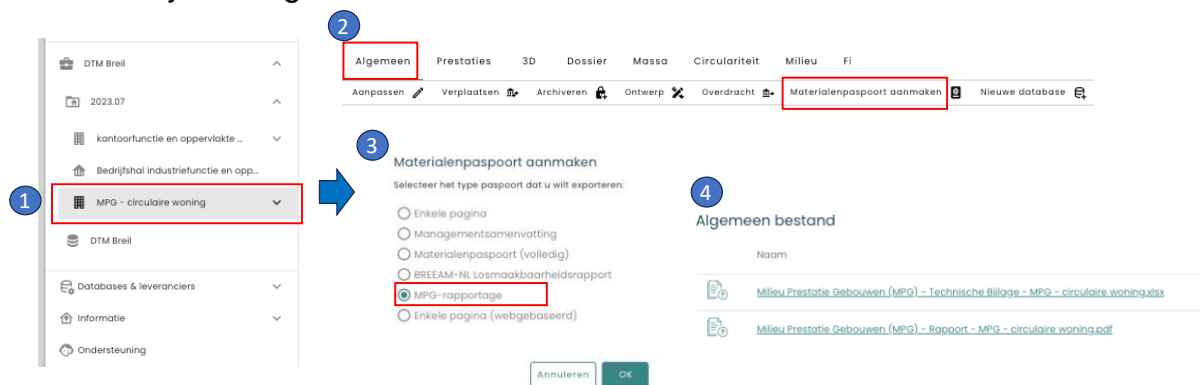 1
DTM Breil
2023.07
kantoorfunctie en oppervlakte ..
Bedrijfshal industriefunctie en opp..
MPG - circulaire woning
DTM Breil
Databases & leveranciers
Informatie
Ondersteuning
2
Algemeen Prestaties 3D Dossier Massa Circulariteit Milieu Fi
Aanpassen Verplaatsen Archiveren Ontwerp Overdracht Materialenpaspoort aanmaken Nieuwe database
3
Materialenpaspoort aanmaken
Selecteer het type paspoort dat u wilt exporteren:
Enkele pagina
Managementsamenvatting
Materialenpaspoort (volledig)
BREEAM-NL Losmaakbaarheidsrapport
MPG-rapportage
Enkele pagina (webgebaseerd)
Annuleren OK
4
Algemeen bestand
Naam
Milieu Prestatie Gebouwen (MPG) - Technische Bijlage - MPG - circulaire woning.xlsx
Milieu Prestatie Gebouwen (MPG) - Rapport - MPG - circulaire woning.pdf